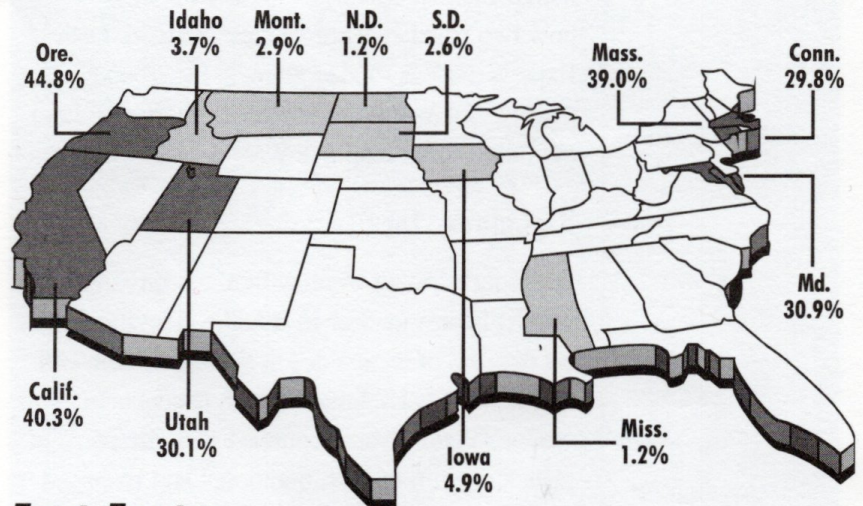 Idaho
3.7%
Mont.
2.9%
N.D.
1.2%
S.D.
2.6%
Ore.
44.8%
Mass.
39.0%
Conn.
29.8%
Md.
30.9%
Calif.
40.3%
Utah
30.1%
Iowa
4.9%
Miss.
1.2%